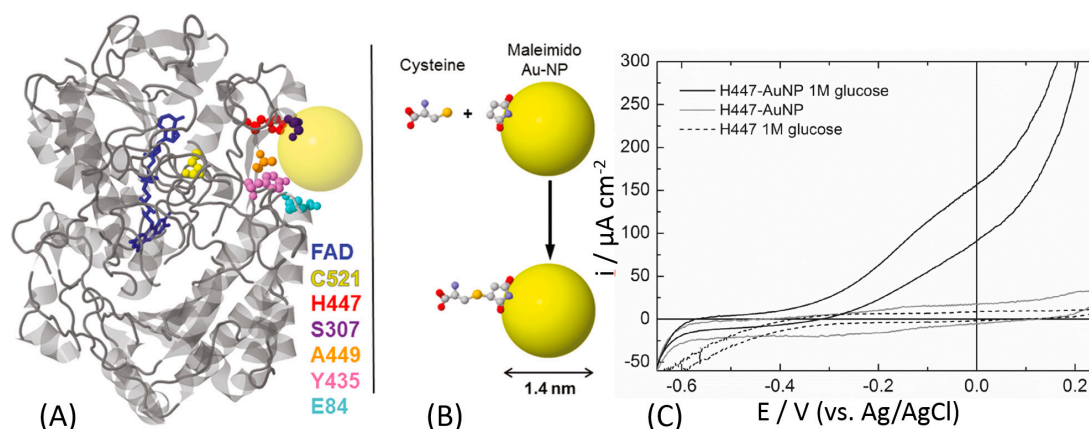 FAD
C521
H447
S307
A449
Y435
E84
(A)
Cysteine
Maleimido
Au-NP
+
1.4 nm
(B)
300
250
200
150
100
50
0
-50
i / µA cm⁻²
H447-AuNP 1M glucose
H447-AuNP
H447 1M glucose
-0.6 -0.4 -0.2 0.0 0.2
E / V (vs. Ag/AgCl)
(C)